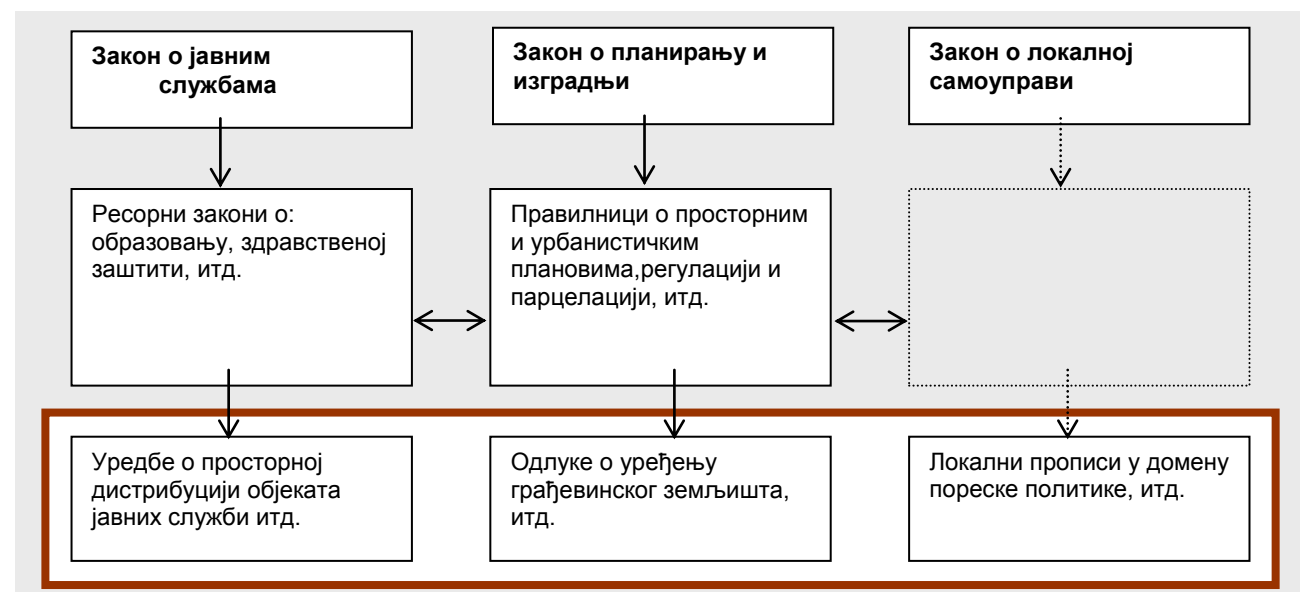 Закон о јавним
службама
Закон о планирању и
изградњи
Закон о локалној
самоуправи
Ресорни закони о:
образовању, здравственој
заштити, итд.
Правилници о просторним
и урбанистичким
плановима,регулацији и
парцелацији, итд.
Уредбе о просторној
дистрибуцији објеката
јавних служби итд.
Одлуке о уређењу
грађевинског земљишта,
итд.
Локални прописи у домену
пореске политике, итд.